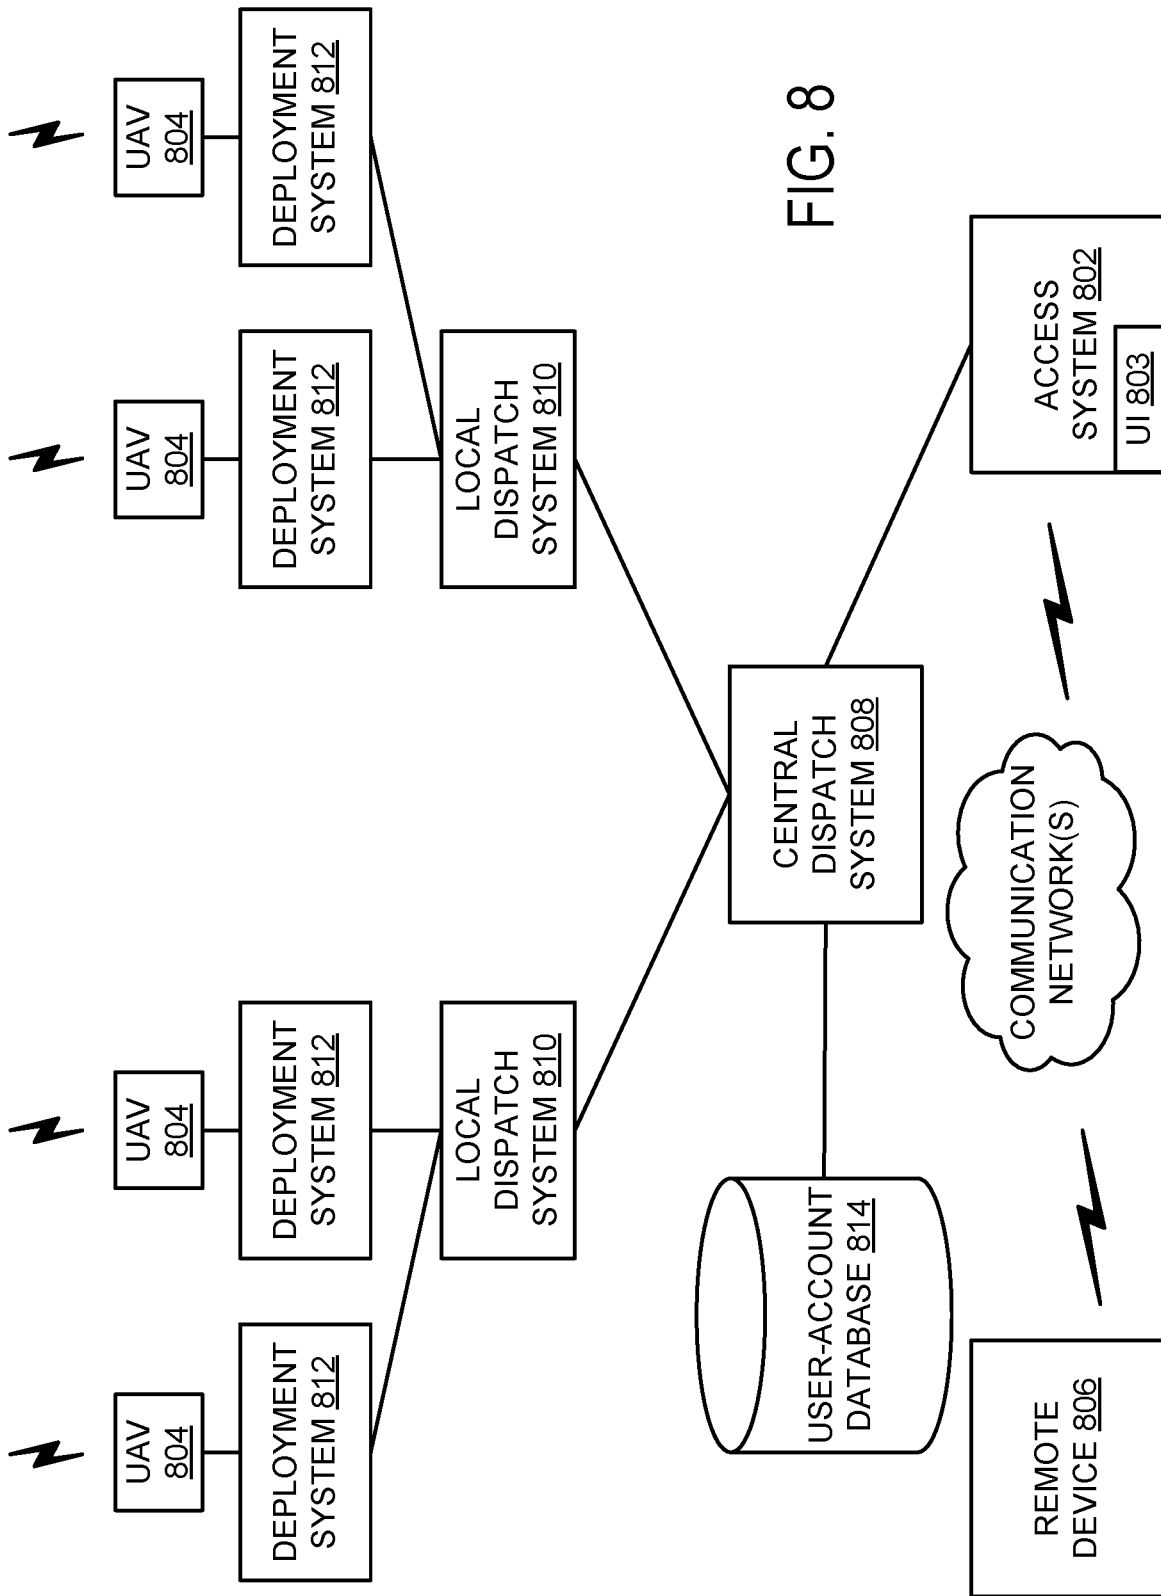 UAV
804
UAV
804
UAV
804
UAV
804
DEPLOYMENT
SYSTEM 812
DEPLOYMENT
SYSTEM 812
DEPLOYMENT
SYSTEM 812
DEPLOYMENT
SYSTEM 812
LOCAL
DISPATCH
SYSTEM 810
LOCAL
DISPATCH
SYSTEM 810
USER-ACCOUNT
DATABASE 814
CENTRAL
DISPATCH
SYSTEM 808
FIG. 8
REMOTE
DEVICE 806
COMMUNICATION
NETWORK(S)
ACCESS
SYSTEM 802
UI 803